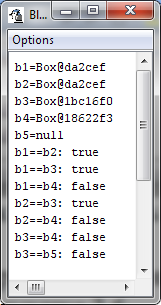 Bl...
Options
b1=Box@da2cef
b2=Box@da2cef
b3=Box@1bc16f0
b4=Box@18622f3
b5=null
b1==b2: true
b1==b3: true
b1==b4: false
b2==b3: true
b2==b4: false
b3==b4: false
b3==b5: false